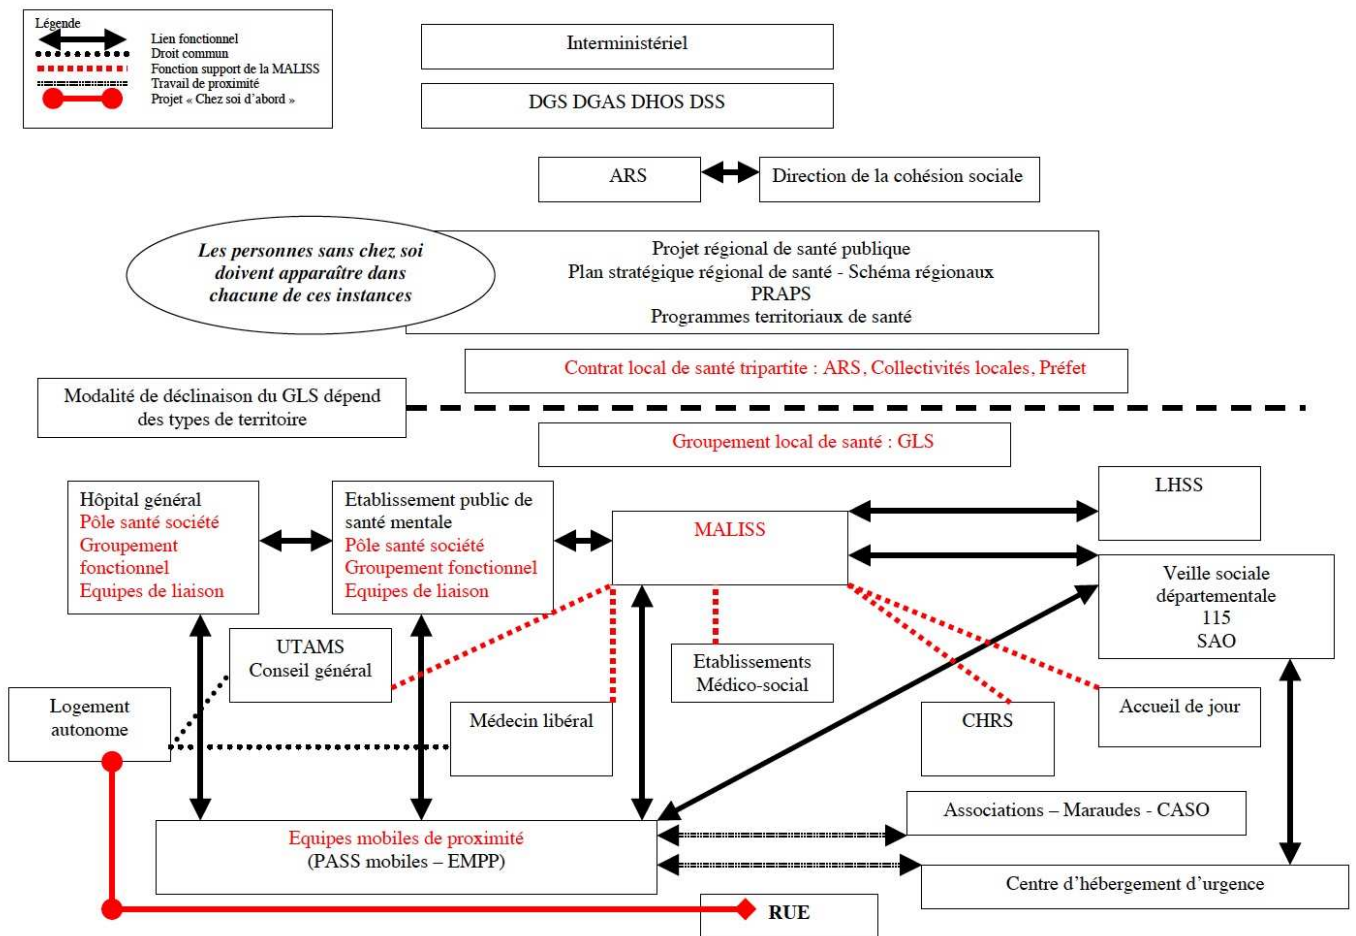 Légende
Lien fonctionnel
Droit commun
Fonction support de la MALISS
Travail de proximité
Projet « Chez soi d'abord »
Interministériel
DGS DGAS DHOS DSS
ARS
Direction de la cohésion sociale
Les personnes sans chez soi
doivent apparaître dans
chacune de ces instances
Projet régional de santé publique
Plan stratégique régional de santé - Schéma régionaux
PRAPS
Programmes territoriaux de santé
Contrat local de santé tripartite : ARS, Collectivités locales, Préfet
Modalité de déclinaison du GLS dépend
des types de territoire
Groupement local de santé : GLS
Hôpital général
Pôle santé société
Groupement
fonctionnel
Equipes de liaison
Etablissement public de
santé mentale
Pôle santé société
Groupement fonctionnel
Equipes de liaison
MALISS
LHSS
Veille sociale
départementale
115
SAO
UTAMS
Conseil général
Etablissements
Médico-social
Logement
autonome
Médecin libéral
CHRS
Accueil de jour
Associations – Maraudes - CASO
Equipes mobiles de proximité
(PASS mobiles – EMPP)
Centre d'hébergement d'urgence
RUE